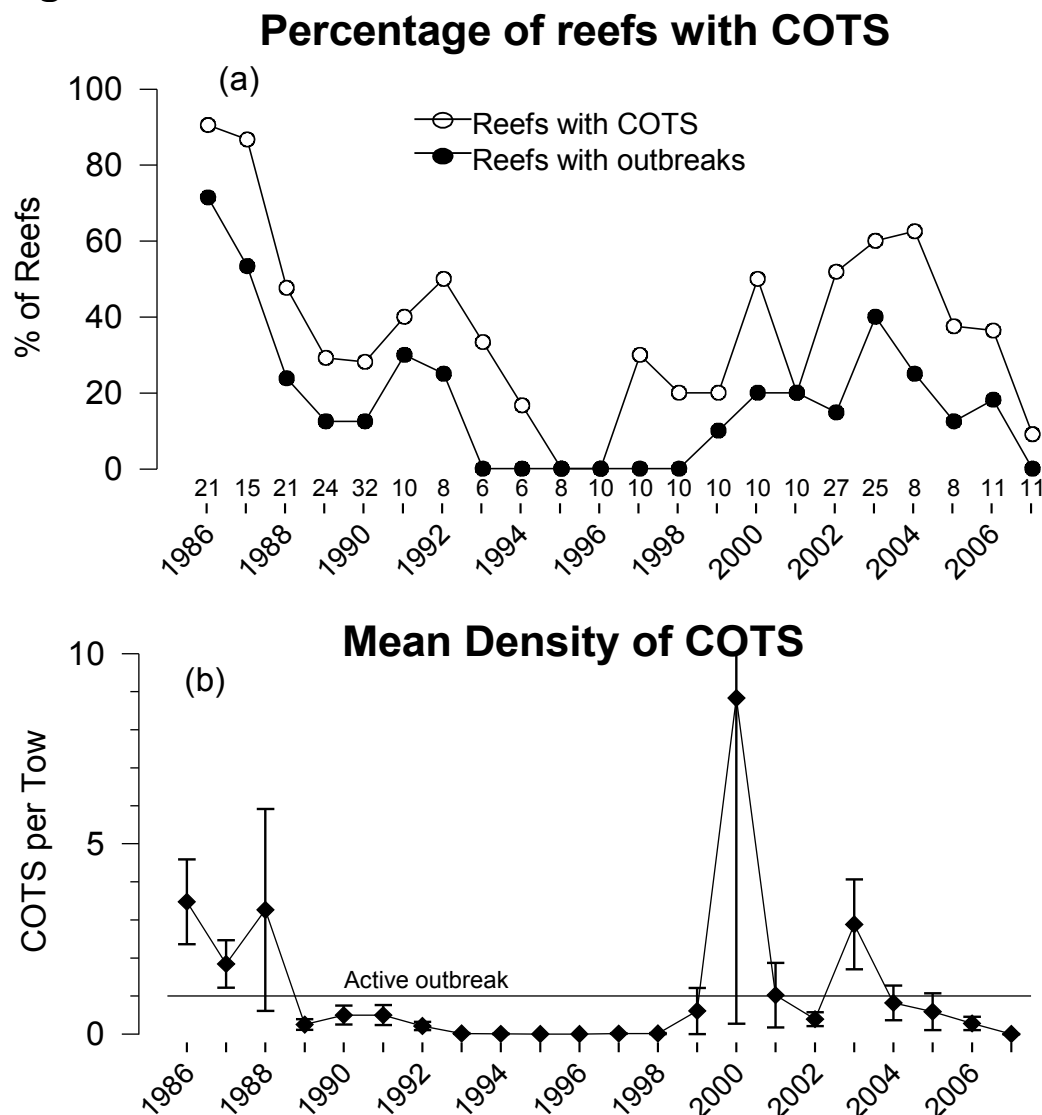 Percentage of reefs with COTS
(a)
100
80
60
40
20
0
% of Reefs
Reefs with COTS
Reefs with outbreaks
21 15 21 24 32 10 8 6 6 8 10 10 10 10 10 10 27 25 8 8 11 11
1986 1988 1990 1992 1994 1996 1998 2000 2002 2004 2006
Mean Density of COTS
(b)
10
5
0
COTS per Tow
Active outbreak
1986 1988 1990 1992 1994 1996 1998 2000 2002 2004 2006